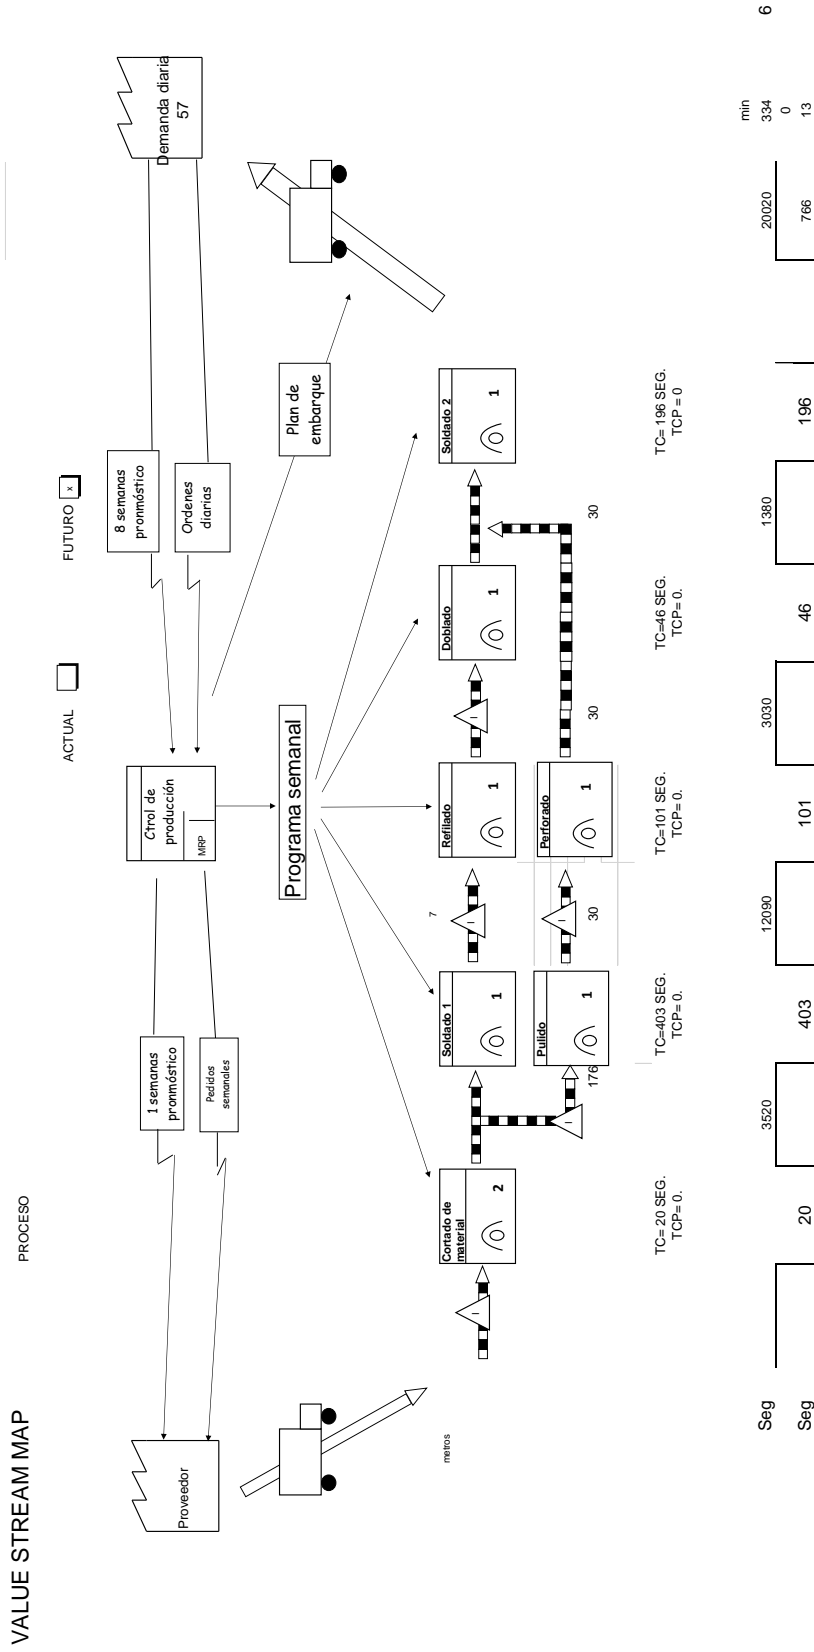 VALUE STREAM MAP
PROCESO
ACTUAL
FUTURO x
Proveedor
1 semanas
pronmóstico
Pedidos
semanales
Ctrol de
producción
MRP
8 semanas
pronmóstico
Ordenes
diarias
Demanda diaria
57
Programa semanal
Plan de
embarque
metros
I
Cortado de
material
2
I
176
Soldado 1
1
Pulido
1
7
I
I
30
Refilado
1
Perforado
1
I
30
Doblado
1
30
Soldado 2
1
TC= 20 SEG.
TCP= 0.
TC=403 SEG.
TCP= 0.
TC=101 SEG.
TCP= 0.
TC=46 SEG.
TCP= 0.
TC= 196 SEG.
TCP = 0
min
Seg 3520 12090 3030 1380 20020 334 6
0
Seg 20 403 101 46 196 766 13